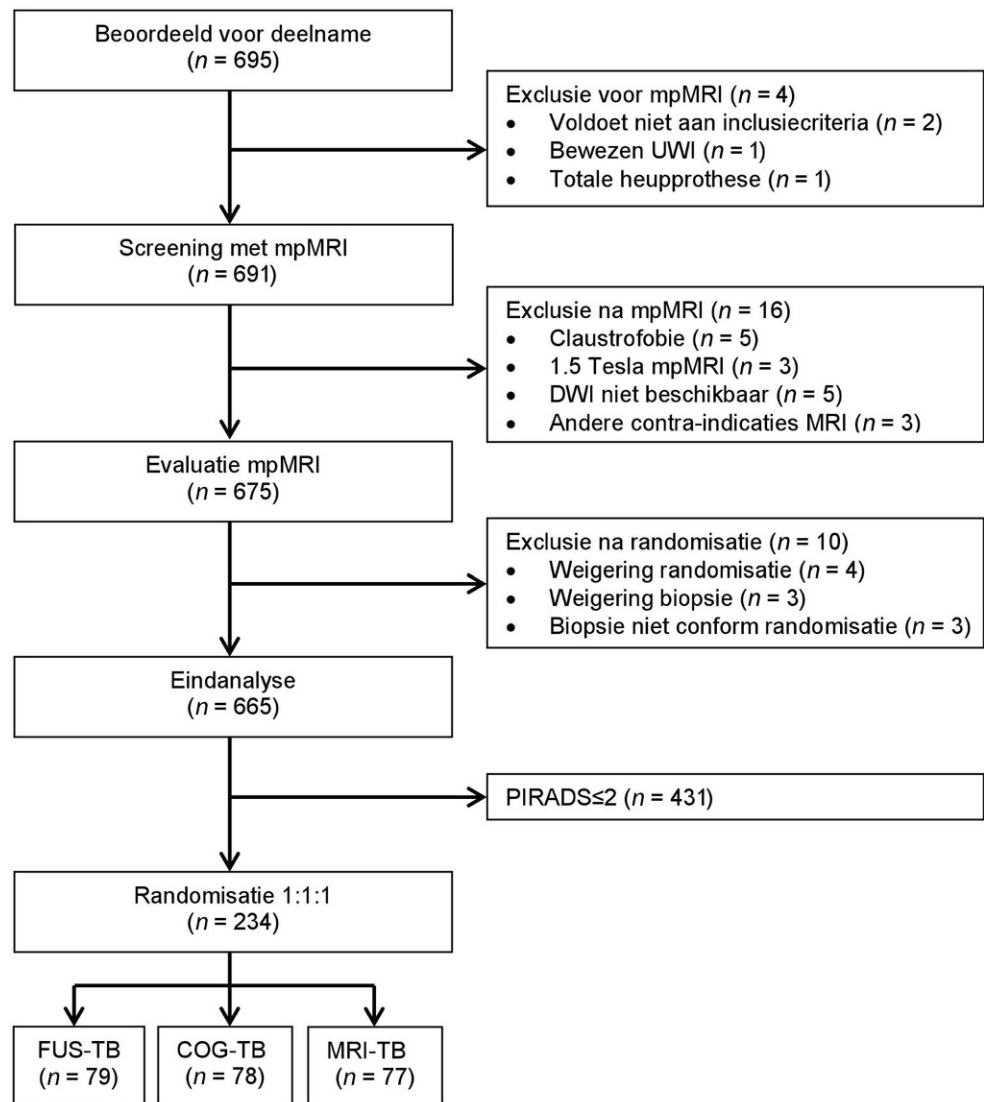 Beoordeeld voor deelname
(n = 695)
Exclusie voor mpMRI (n = 4)
• Voldoet niet aan inclusiecriteria (n = 2)
• Bewezen UWI (n = 1)
• Totale heupprothese (n = 1)
Screening met mpMRI
(n = 691)
Exclusie na mpMRI (n = 16)
• Claustrofobie (n = 5)
• 1.5 Tesla mpMRI (n = 3)
• DWI niet beschikbaar (n = 5)
• Andere contra-indicaties MRI (n = 3)
Evaluatie mpMRI
(n = 675)
Exclusie na randomisatie (n = 10)
• Weigering randomisatie (n = 4)
• Weigering biopsie (n = 3)
• Biopsie niet conform randomisatie (n = 3)
Eindanalyse
(n = 665)
PIRADS≤2 (n = 431)
Randomisatie 1:1:1
(n = 234)
FUS-TB
(n = 79)
COG-TB
(n = 78)
MRI-TB
(n = 77)